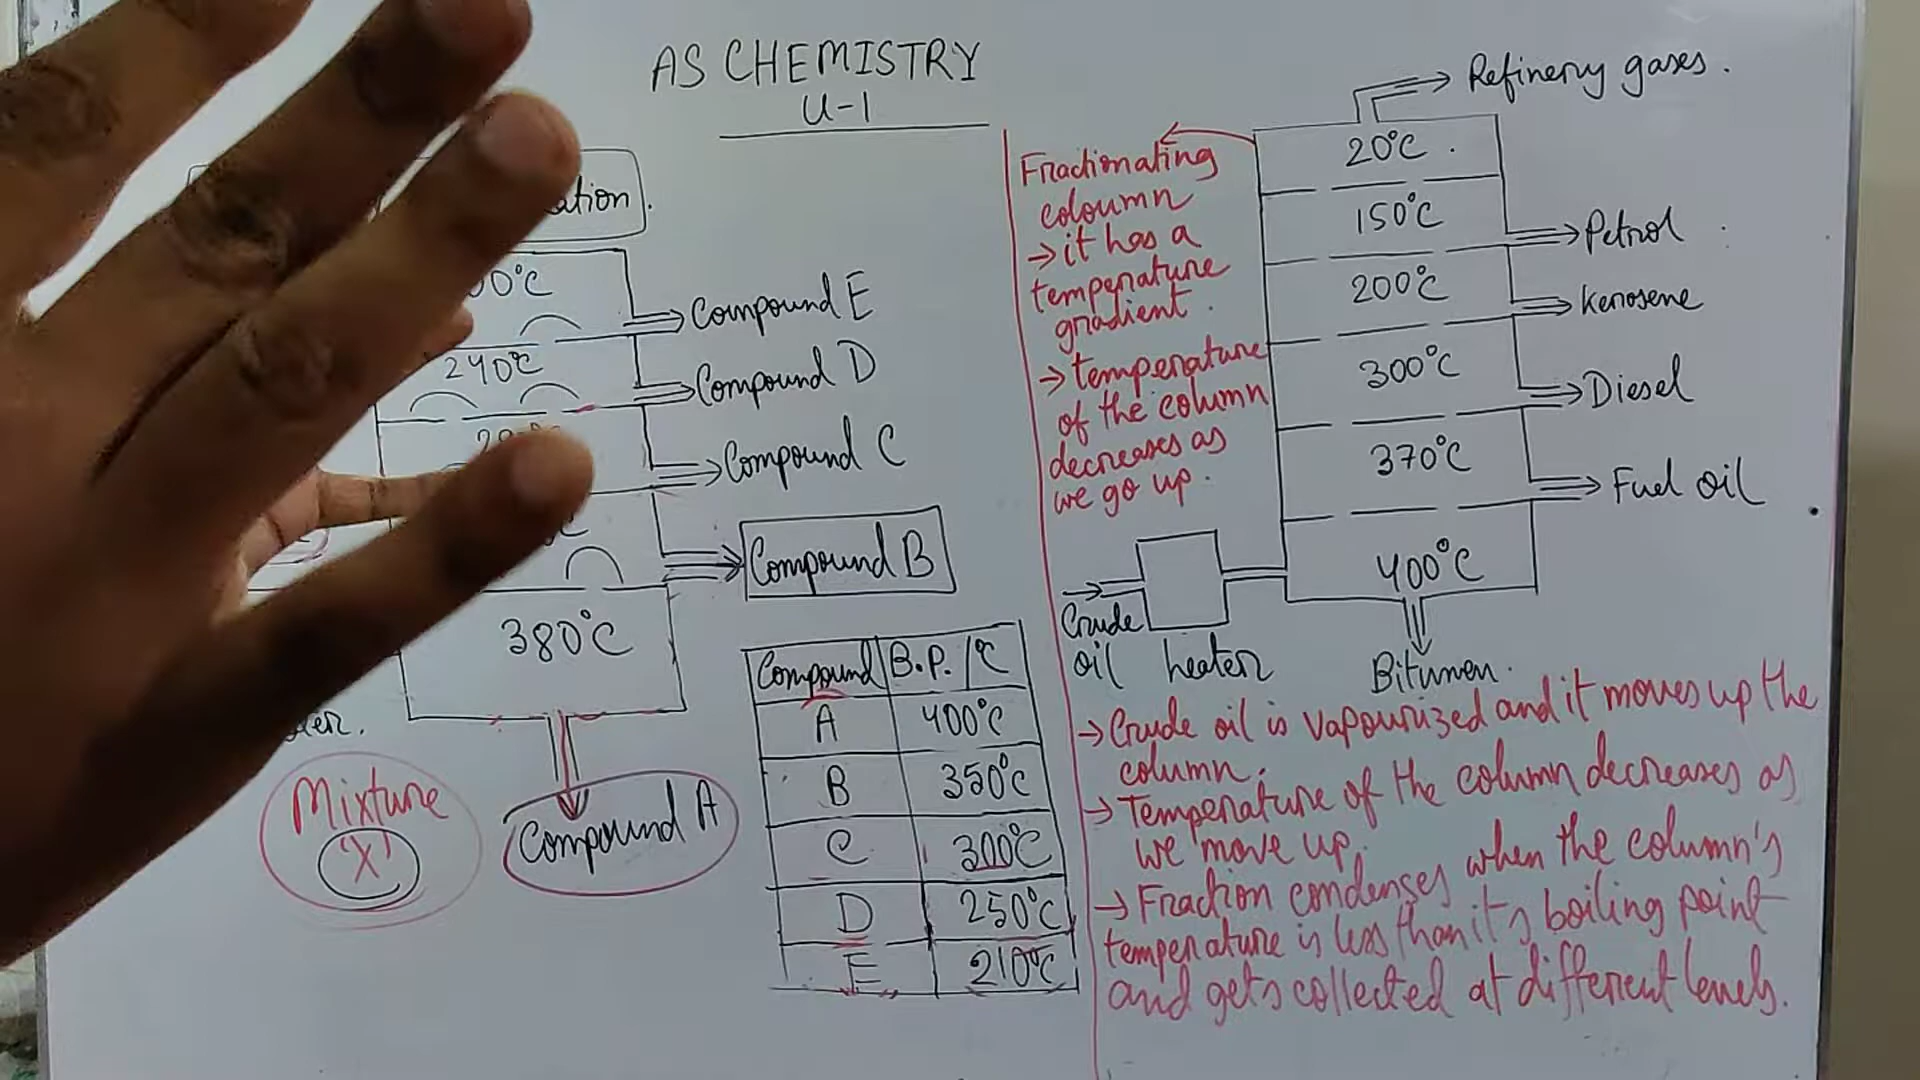 AS CHEMISTRY
U-1
240°C
380°C
Compound E
Compound D
Compound C
Compound B
Mixture
'X'
Compound A
Compound B.P./°C
A 400°C
B 350°C
C 300°C
D 250°C
E 210°C
Fractionating
coloumn
→ it has a
temperature
gradient.
→ temperature
of the column
decreases as
we go up.
Refinery gases.
20°C.
150°C
Petrol
200°C
Kerosene
300°C
Diesel
370°C
Fuel oil
400°C
Crude
oil heater
Bitumen.
→ Crude oil is vapourized and it moves up the
column.
→ Temperature of the column decreases as
we move up.
→ Fraction condenses when the column's
temperature is less than it's boiling point
and gets collected at different levels.